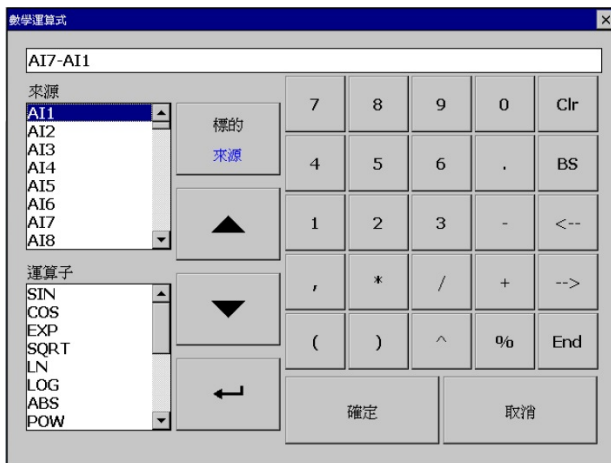 數學運算式
AI7-AI1
來源
AI1
AI2
AI3
AI4
AI5
AI6
AI7
AI8
標的
來源
運算子
SIN
COS
EXP
SQRT
LN
LOG
ABS
POW
7 8 9 0 Clr
4 5 6 . BS
1 2 3 - <--
, * / + -->
( ) ^ % End
確定 取消